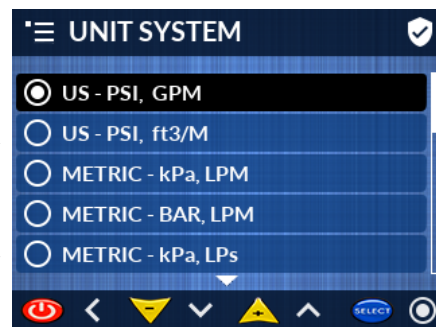 UNIT SYSTEM
US - PSI, GPM
US - PSI, ft3/M
METRIC - kPa, LPM
METRIC - BAR, LPM
METRIC - kPa, LPs
SELECT